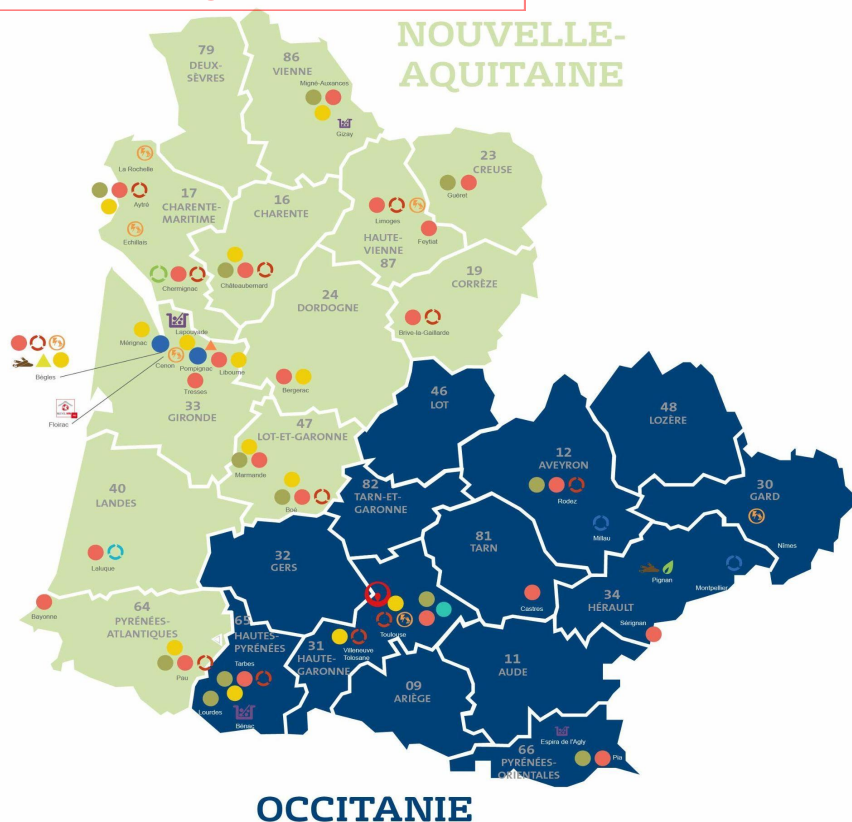 NOUVELLE-
AQUITAINE
79
DEUX-
SÈVRES
86
VIENNE
Migné-Auxances
Gizay
La Rochelle
17
CHARENTE-
MARITIME
Aytré
Echillais
Chermignac
16
CHARENTE
Châteaubernard
23
CREUSE
Guéret
Limoges
Feytiat
HAUTE-
VIENNE
87
19
CORRÈZE
Brive-la-Gaillarde
24
DORDOGNE
Bergerac
Lapouyade
Mérignac
Cenon
Pompignac
Libourne
Tresses
Bègles
Floirac
33
GIRONDE
47
LOT-ET-GARONNE
Marmande
Boé
40
LANDES
Laluque
Bayonne
64
PYRÉNÉES-
ATLANTIQUES
Pau
46
LOT
48
LOZÈRE
12
AVEYRON
Rodez
Millau
30
GARD
Nîmes
82
TARN-ET-
GARONNE
81
TARN
Castres
32
GERS
34
HÉRAULT
Pignan
Montpellier
Sérignan
65
HAUTES-
PYRÉNÉES
Tarbes
Lourdes
Bénac
31
HAUTE-
GARONNE
Villeneuve
Tolosane
Toulouse
09
ARIÈGE
11
AUDE
Espira de l'Agly
66
PYRÉNÉES-
ORIENTALES
Pia
OCCITANIE